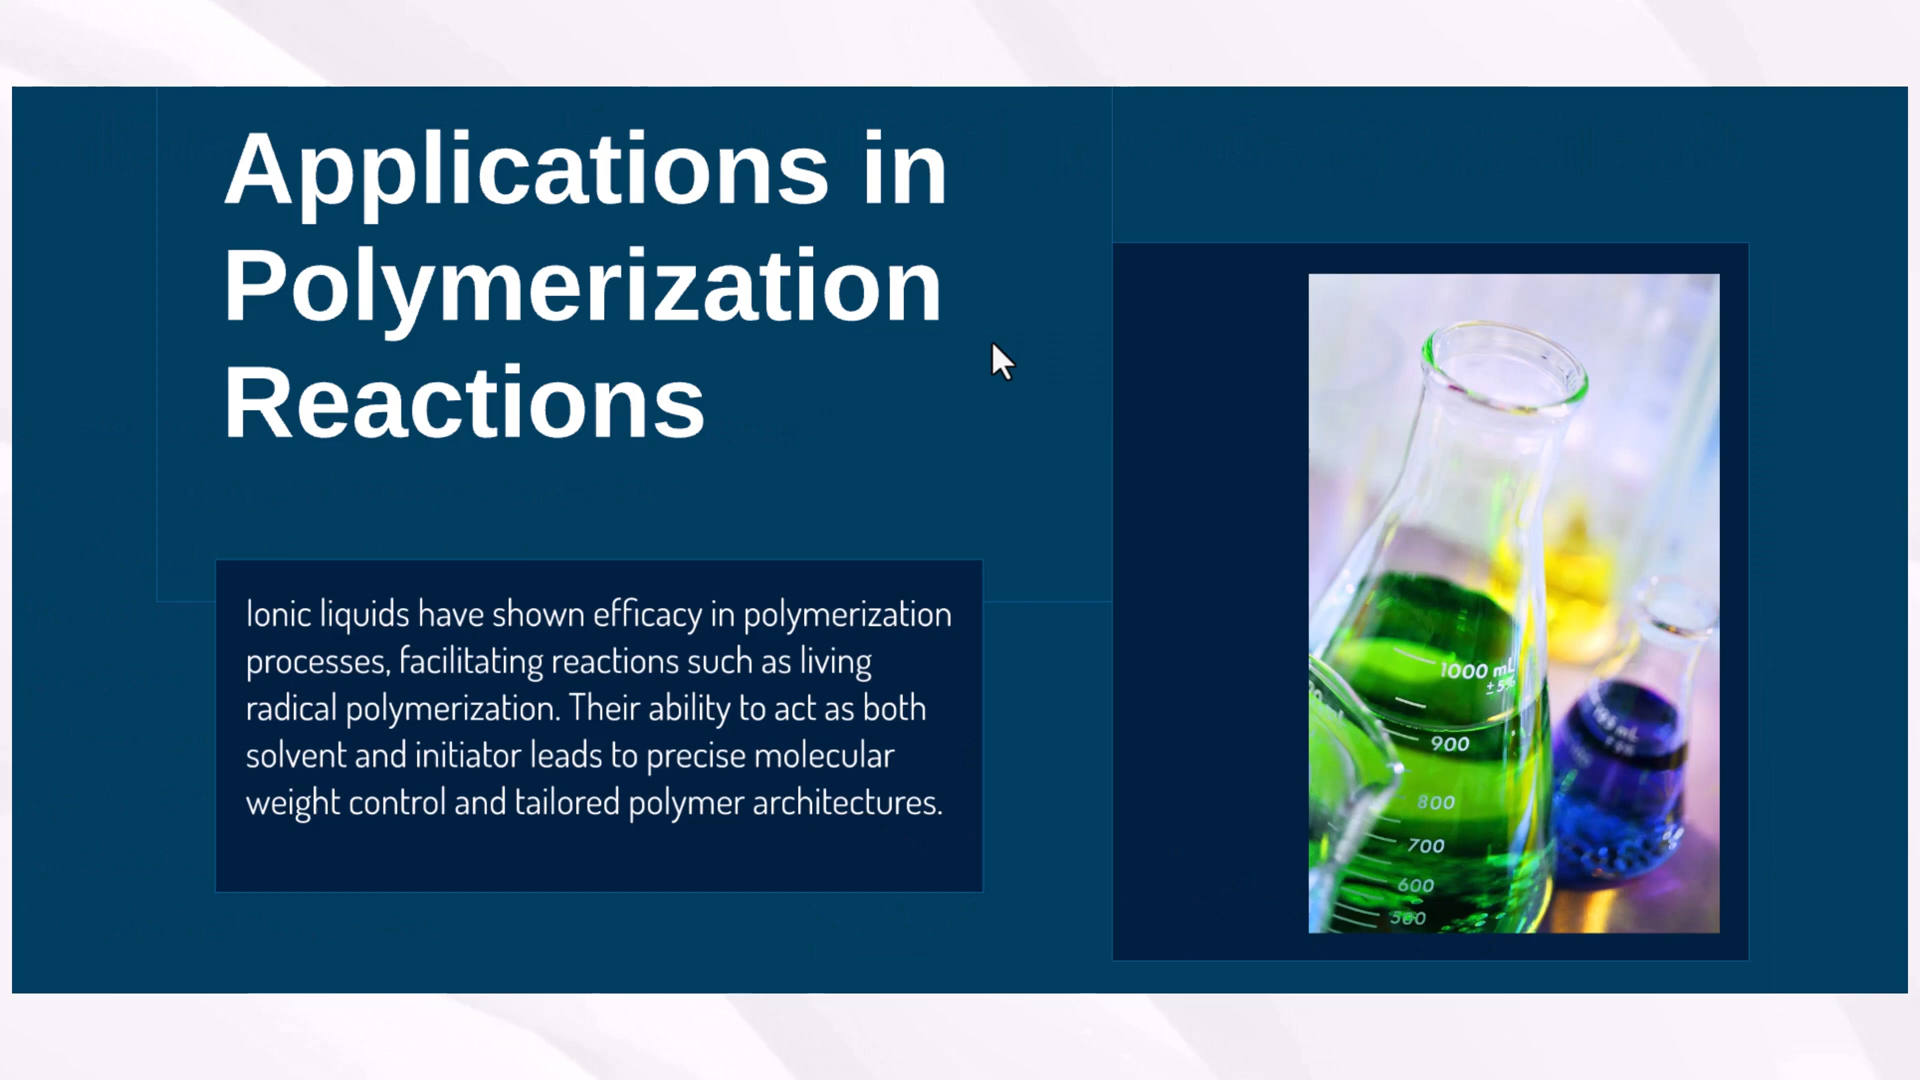 Applications in
Polymerization
Reactions
Ionic liquids have shown efficacy in polymerization
processes, facilitating reactions such as living
radical polymerization. Their ability to act as both
solvent and initiator leads to precise molecular
weight control and tailored polymer architectures.
1000 mL
900
800
700
600
500